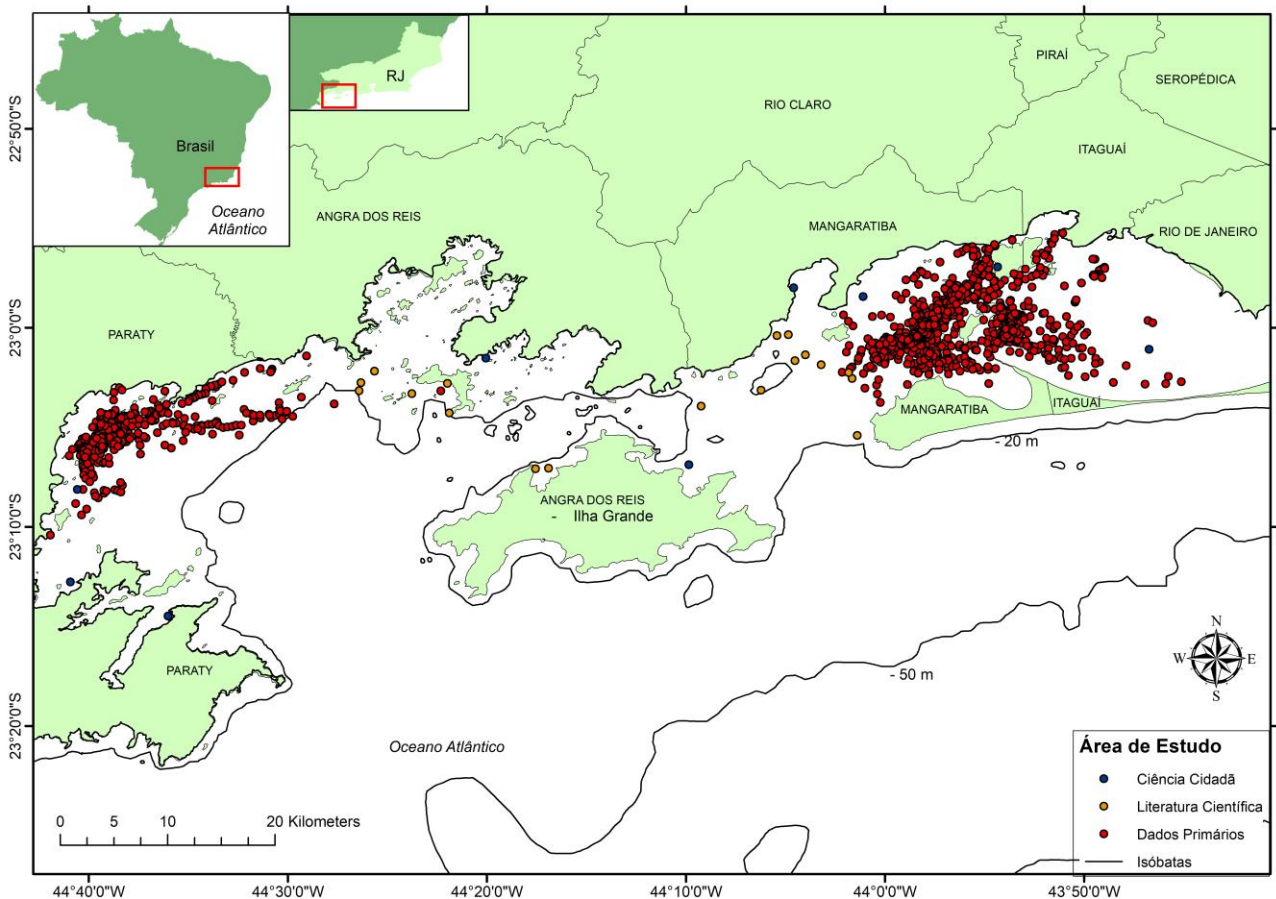 Brasil
Oceano
Atlântico
RJ
PIRAÍ
SEROPÉDICA
RIO CLARO
ITAGUAÍ
ANGRA DOS REIS
MANGARATIBA
RIO DE JANEIRO
PARATY
MANGARATIBA
ITAGUAÍ
- 20 m
ANGRA DOS REIS
- Ilha Grande
PARATY
- 50 m
N
W E
S
Oceano Atlântico
Área de Estudo
Ciência Cidadã
Literatura Científica
Dados Primários
Isóbatas
0 5 10 20 Kilometers
22°50'0"S
23°0'0"S
23°10'0"S
23°20'0"S
44°40'0"W 44°30'0"W 44°20'0"W 44°10'0"W 44°0'0"W 43°50'0"W